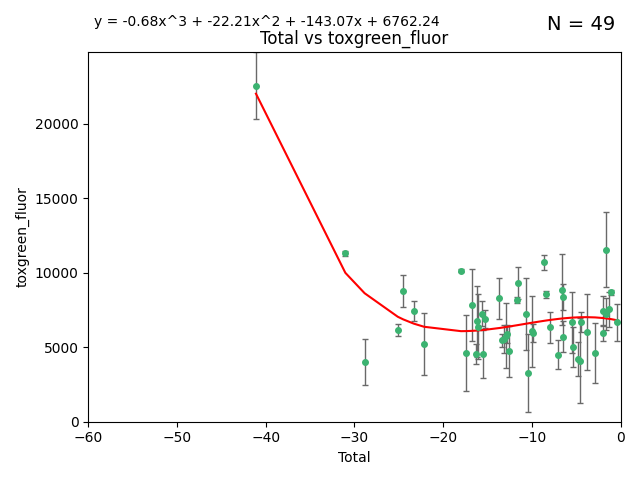 y = -0.68x^3 + -22.21x^2 + -143.07x + 6762.24
N = 49
Total vs toxgreen_fluor
toxgreen_fluor
20000
15000
10000
5000
0
−60
−50
−40
−30
−20
−10
0
Total